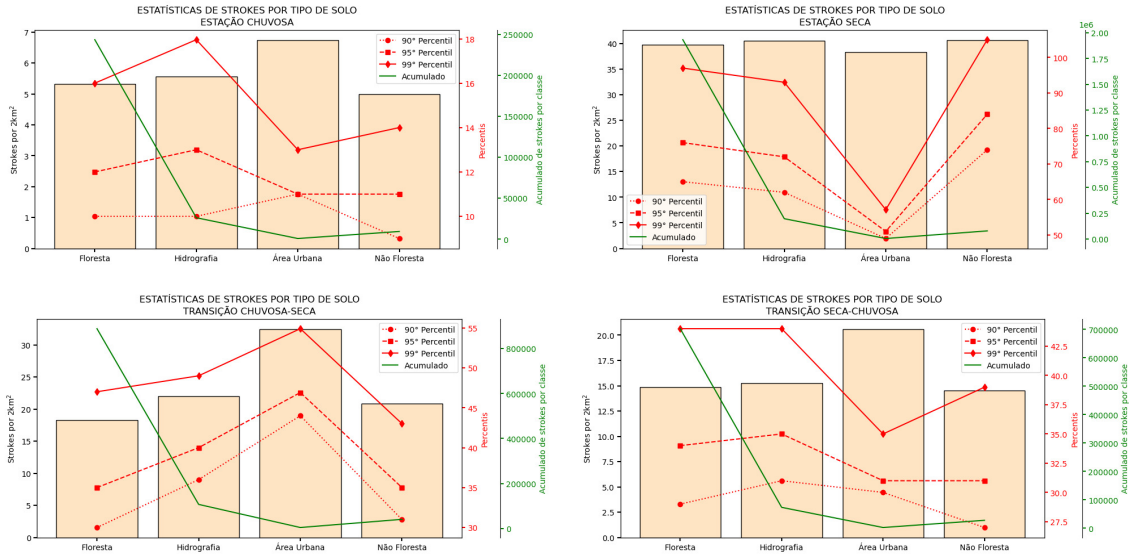 ESTATÍSTICAS DE STROKES POR TIPO DE SOLO
ESTAÇÃO CHUVOSA
7
6
5
4
3
2
1
0
Strokes por 2km²
Floresta
Hidrografia
Área Urbana
Não Floresta
90° Percentil
95° Percentil
99° Percentil
Acumulado
18
16
14
12
10
Percentis
250000
200000
150000
100000
50000
0
Acumulado de strokes por classe
ESTATÍSTICAS DE STROKES POR TIPO DE SOLO
ESTAÇÃO SECA
40
35
30
25
20
15
10
5
0
Strokes por 2km²
Floresta
Hidrografia
Área Urbana
Não Floresta
90° Percentil
95° Percentil
99° Percentil
Acumulado
100
90
80
70
60
50
Percentis
1e6
2.00
1.75
1.50
1.25
1.00
0.75
0.50
0.25
0.00
Acumulado de strokes por classe
ESTATÍSTICAS DE STROKES POR TIPO DE SOLO
TRANSIÇÃO CHUVOSA-SECA
30
25
20
15
10
5
0
Strokes por 2km²
Floresta
Hidrografia
Área Urbana
Não Floresta
90° Percentil
95° Percentil
99° Percentil
Acumulado
55
50
45
40
35
30
Percentis
800000
600000
400000
200000
0
Acumulado de strokes por classe
ESTATÍSTICAS DE STROKES POR TIPO DE SOLO
TRANSIÇÃO SECA-CHUVOSA
20.0
17.5
15.0
12.5
10.0
7.5
5.0
2.5
0.0
Strokes por 2km²
Floresta
Hidrografia
Área Urbana
Não Floresta
90° Percentil
95° Percentil
99° Percentil
Acumulado
42.5
40.0
37.5
35.0
32.5
30.0
27.5
Percentis
700000
600000
500000
400000
300000
200000
100000
0
Acumulado de strokes por classe